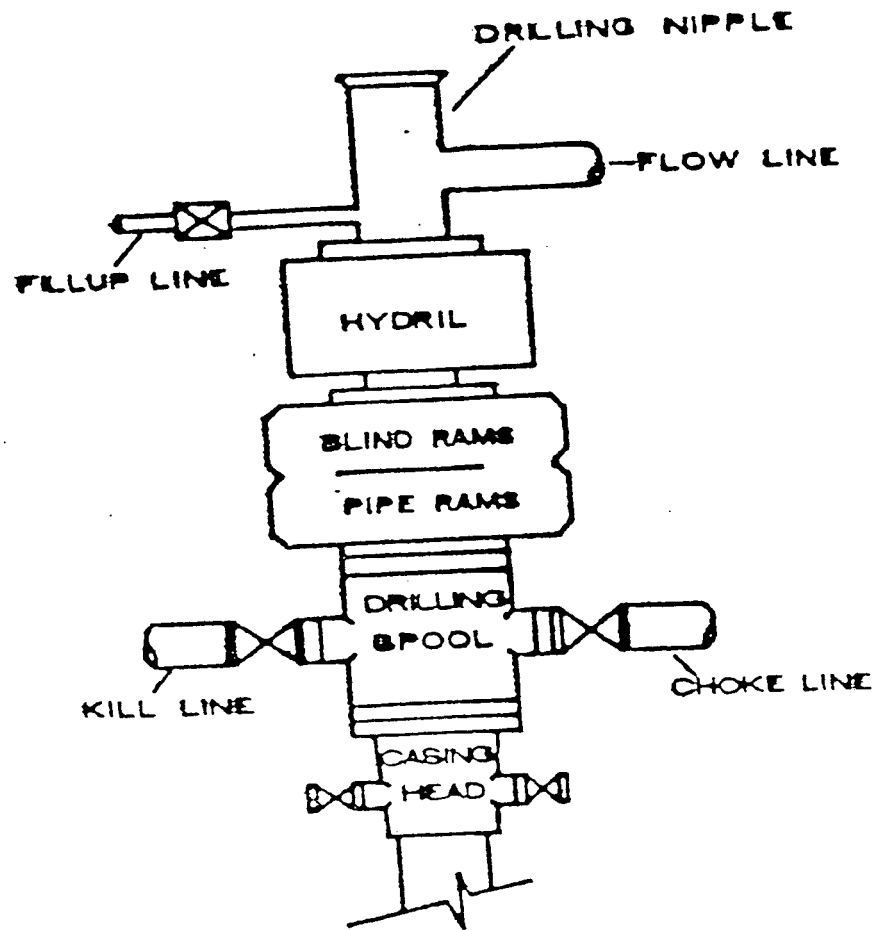 DRILLING NIPPLE
FLOW LINE
FILLUP LINE
HYDRIL
BLIND RAMS
PIPE RAMS
DRILLING
SPOOL
KILL LINE
CHOKE LINE
CASING
HEAD